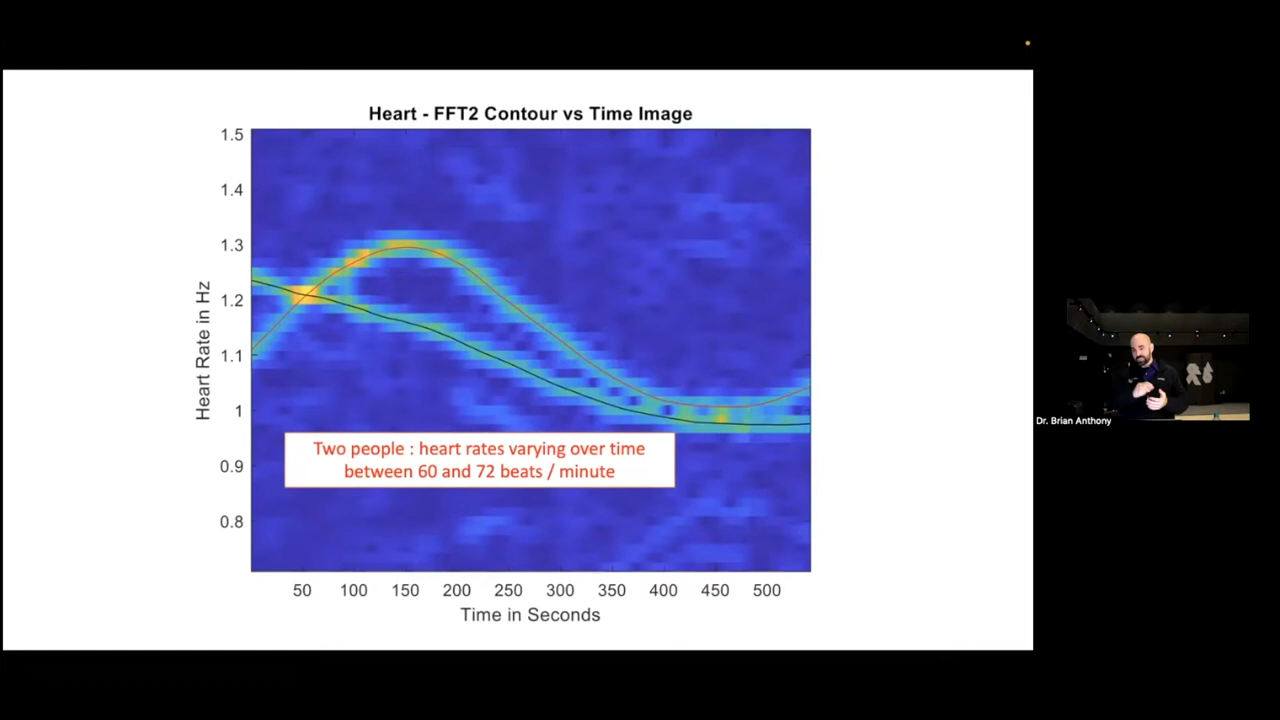 Heart - FFT2 Contour vs Time Image
1.5
1.4
1.3
1.2
1.1
1
0.9
0.8
Heart Rate in Hz
Two people : heart rates varying over time
between 60 and 72 beats / minute
50 100 150 200 250 300 350 400 450 500
Time in Seconds
Dr. Brian Anthony